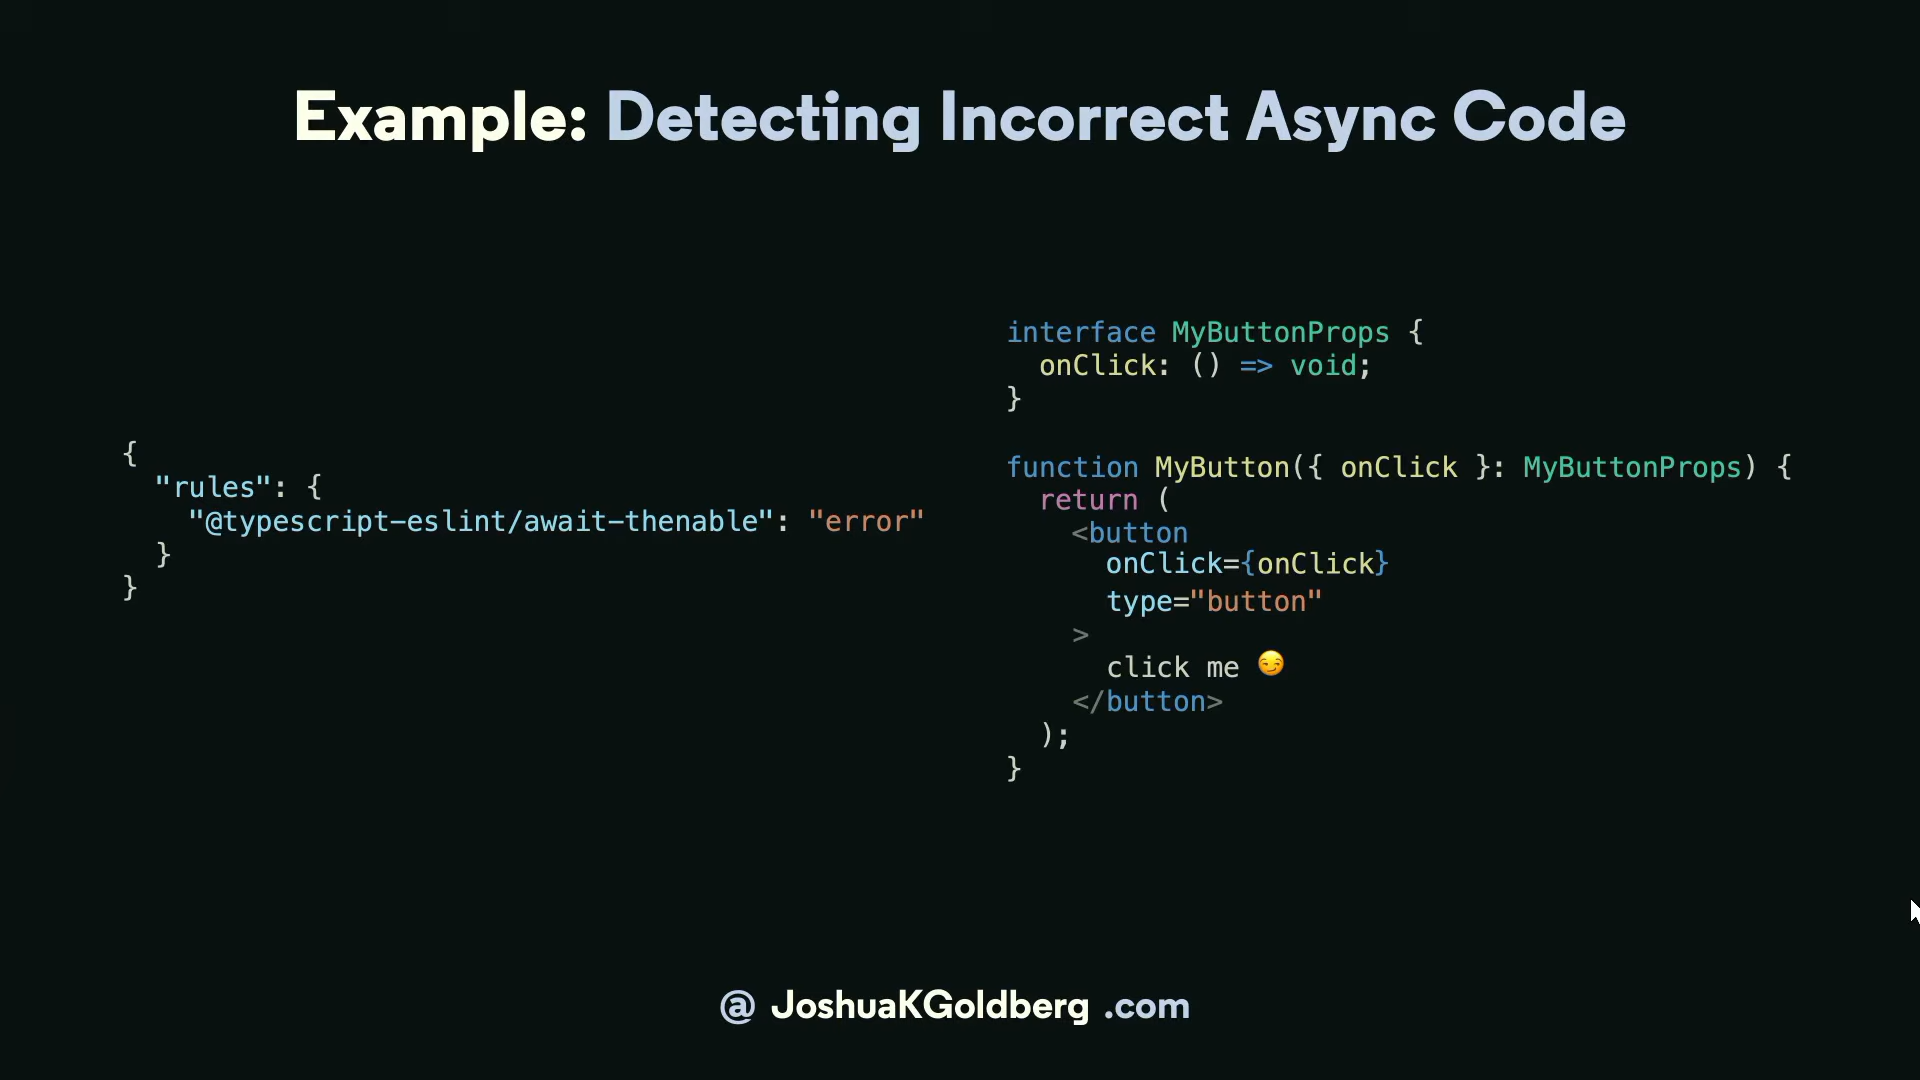 Example: Detecting Incorrect Async Code
{
  "rules": {
    "@typescript-eslint/await-thenable": "error"
  }
}
interface MyButtonProps {
  onClick: () => void;
}
function MyButton({ onClick }: MyButtonProps) {
  return (
    <button
      onClick={onClick}
      type="button"
    >
      click me 😏
    </button>
  );
}
@ JoshuaKGoldberg .com